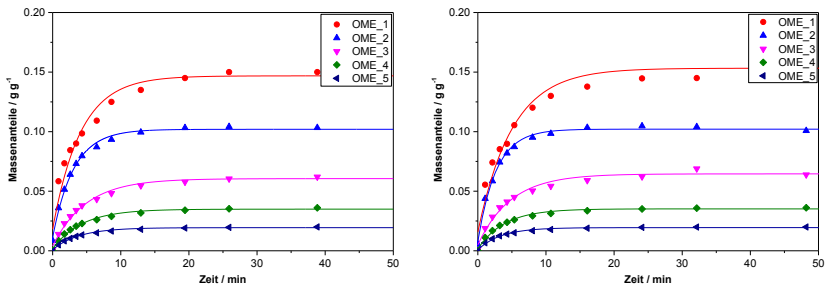 0.20
0.15
0.10
0.05
0.00
Massenanteile / g g⁻¹
0 10 20 30 40 50
Zeit / min
OME_1
OME_2
OME_3
OME_4
OME_5
0.20
0.15
0.10
0.05
0.00
Massenanteile / g g⁻¹
0 10 20 30 40 50
Zeit / min
OME_1
OME_2
OME_3
OME_4
OME_5